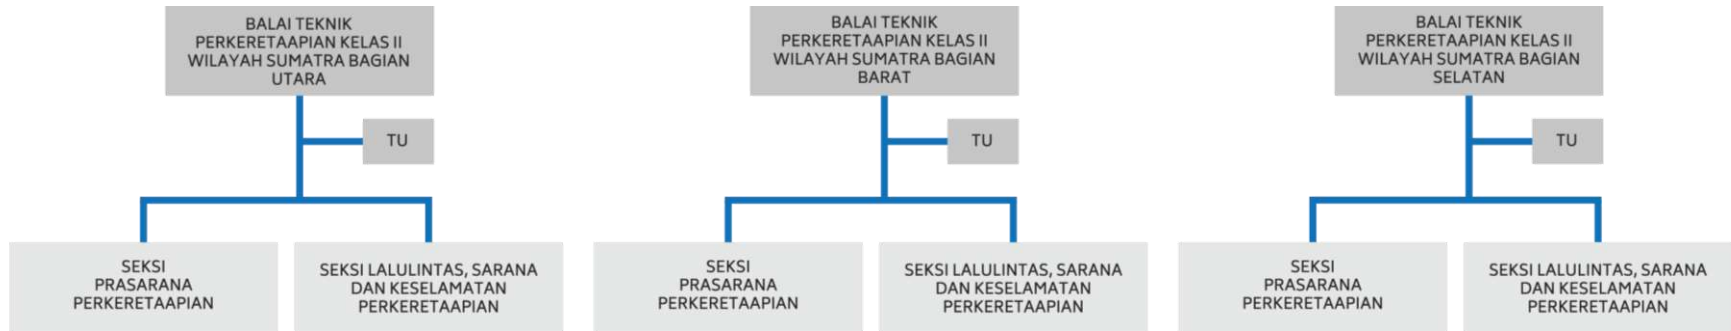 BALAI TEKNIK
PERKERETAAPIAN KELAS II
WILAYAH SUMATRA BAGIAN
UTARA
TU
SEKSI
PRASARANA
PERKERETAAPIAN
SEKSI LALULINTAS, SARANA
DAN KESELAMATAN
PERKERETAAPIAN
BALAI TEKNIK
PERKERETAAPIAN KELAS II
WILAYAH SUMATRA BAGIAN
BARAT
TU
SEKSI
PRASARANA
PERKERETAAPIAN
SEKSI LALULINTAS, SARANA
DAN KESELAMATAN
PERKERETAAPIAN
BALAI TEKNIK
PERKERETAAPIAN KELAS II
WILAYAH SUMATRA BAGIAN
SELATAN
TU
SEKSI
PRASARANA
PERKERETAAPIAN
SEKSI LALULINTAS, SARANA
DAN KESELAMATAN
PERKERETAAPIAN